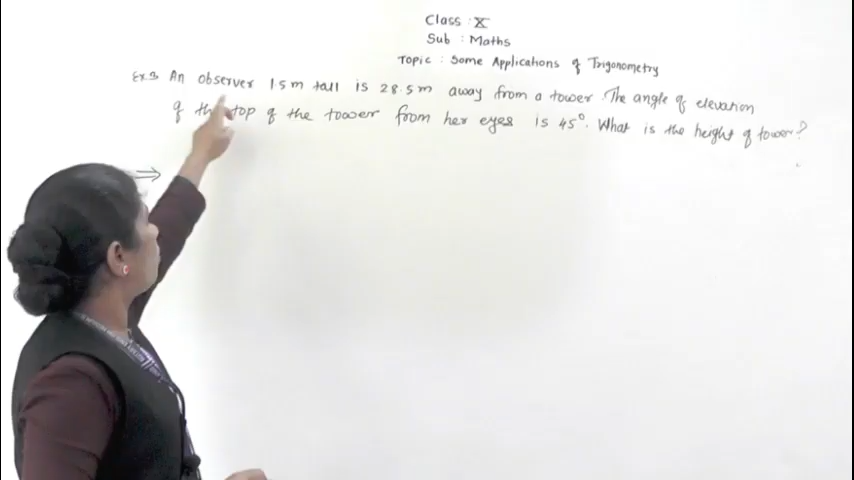 Class : X
Sub : Maths
Topic : Some Applications of Trigonometry
Ex 3 An observer 1.5 m tall is 28.5 m away from a tower. The angle of elevation
of the top of the tower from her eyes is 45°. What is the height of tower?
⇒